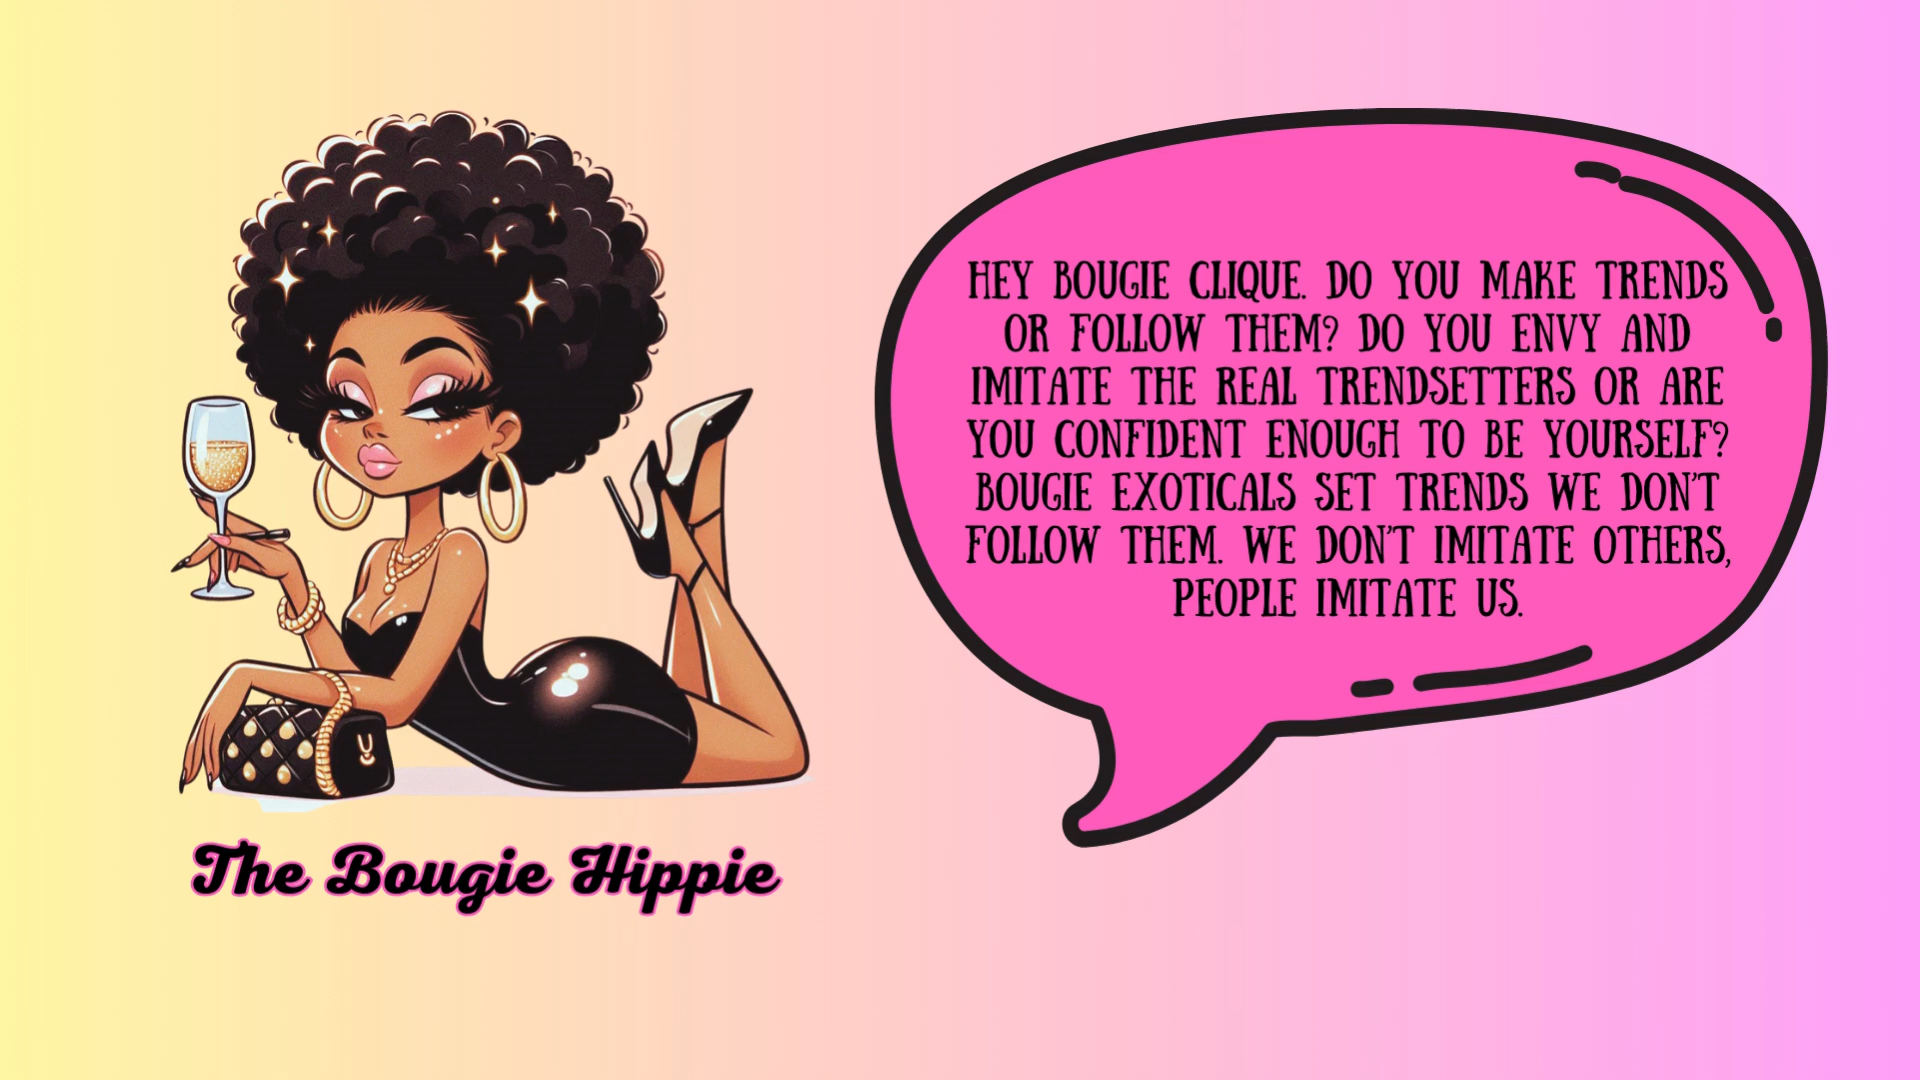 HEY BOUGIE CLIQUE. DO YOU MAKE TRENDS
OR FOLLOW THEM? DO YOU ENVY AND
IMITATE THE REAL TRENDSETTERS OR ARE
YOU CONFIDENT ENOUGH TO BE YOURSELF?
BOUGIE EXOTICALS SET TRENDS WE DON'T
FOLLOW THEM. WE DON'T IMITATE OTHERS,
PEOPLE IMITATE US.
The Bougie Hippie